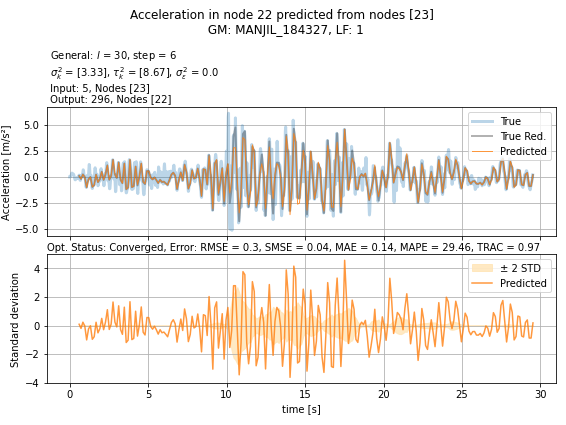 Acceleration in node 22 predicted from nodes [23]
GM: MANJIL_184327, LF: 1
General: l = 30, step = 6
σ²ₖ = [3.33], τ²ₖ = [8.67], σ²ε = 0.0
Input: 5, Nodes [23]
Output: 296, Nodes [22]
Acceleration [m/s²]
5.0
2.5
0.0
−2.5
−5.0
True
True Red.
Predicted
Opt. Status: Converged, Error: RMSE = 0.3, SMSE = 0.04, MAE = 0.14, MAPE = 29.46, TRAC = 0.97
Standard deviation
4
2
0
−2
−4
± 2 STD
Predicted
0 5 10 15 20 25 30
time [s]